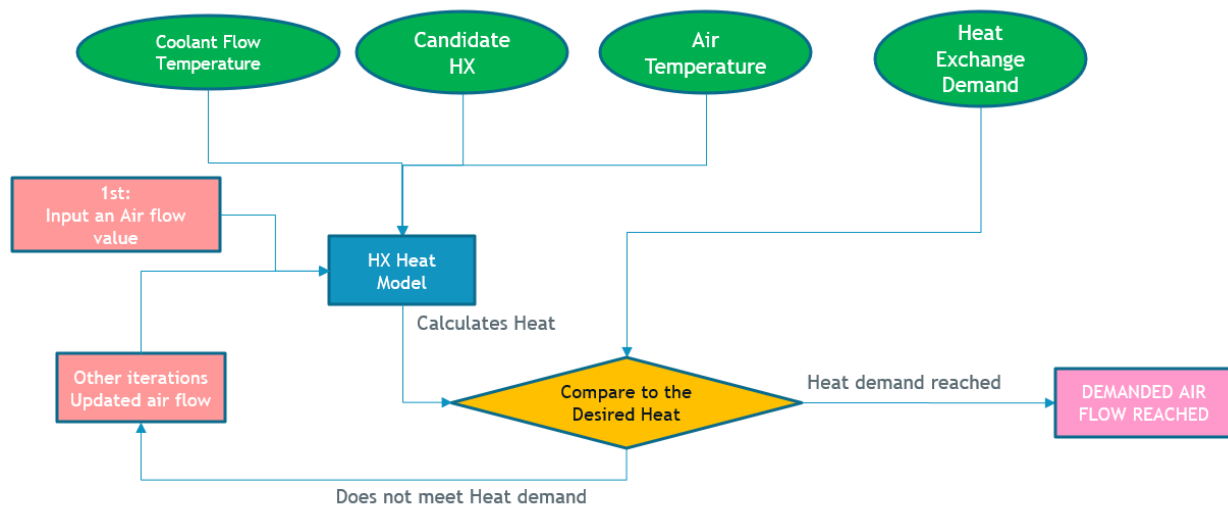 Coolant Flow
Temperature
Candidate
HX
Air
Temperature
Heat
Exchange
Demand
1st:
Input an Air flow
value
HX Heat
Model
Calculates Heat
Other iterations
Updated air flow
Compare to the
Desired Heat
Heat demand reached
DEMANDED AIR
FLOW REACHED
Does not meet Heat demand